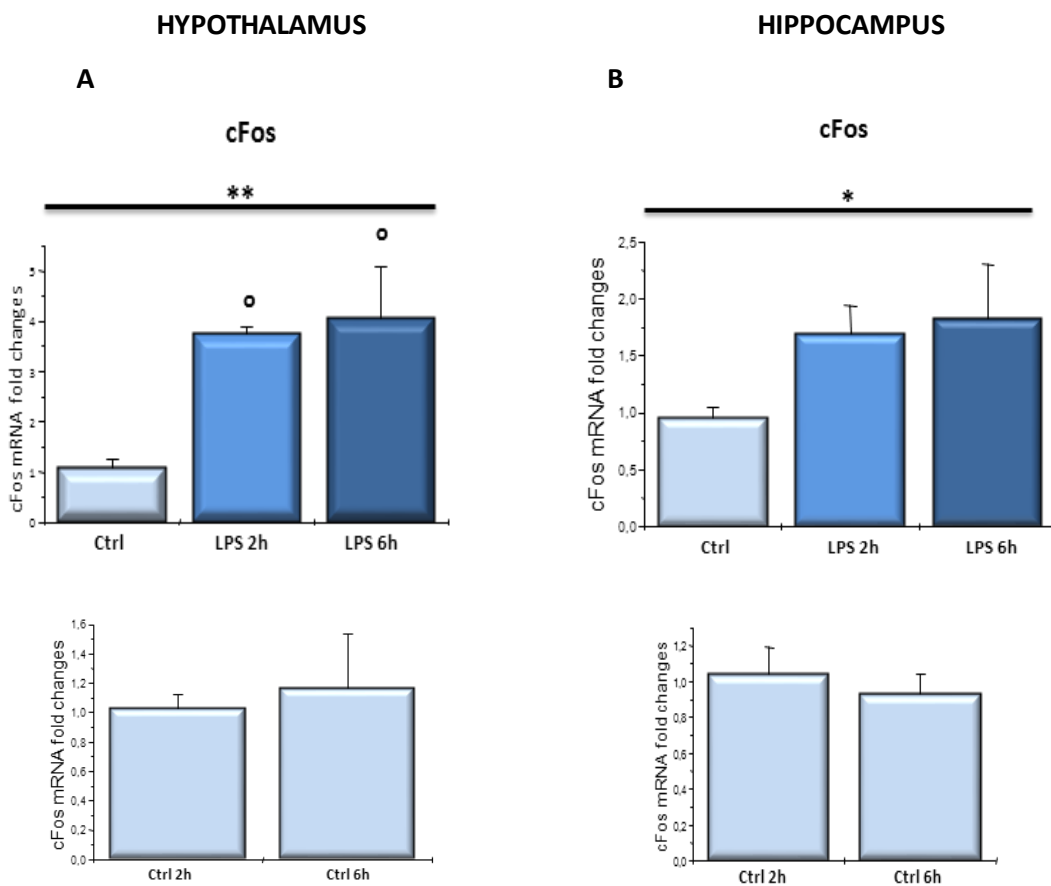 HYPOTHALAMUS
HIPPOCAMPUS
A
B
cFos
**
o
o
cFos mRNA fold changes
5
4
3
2
1
0
Ctrl
LPS 2h
LPS 6h
cFos
*
cFos mRNA fold changes
2,5
2,0
1,5
1,0
0,5
0,0
Ctrl
LPS 2h
LPS 6h
cFos mRNA fold changes
1,6
1,4
1,2
1,0
0,8
0,6
0,4
0,2
0,0
Ctrl 2h
Ctrl 6h
cFos mRNA fold changes
1,2
1,0
0,8
0,6
0,4
0,2
0,0
Ctrl 2h
Ctrl 6h